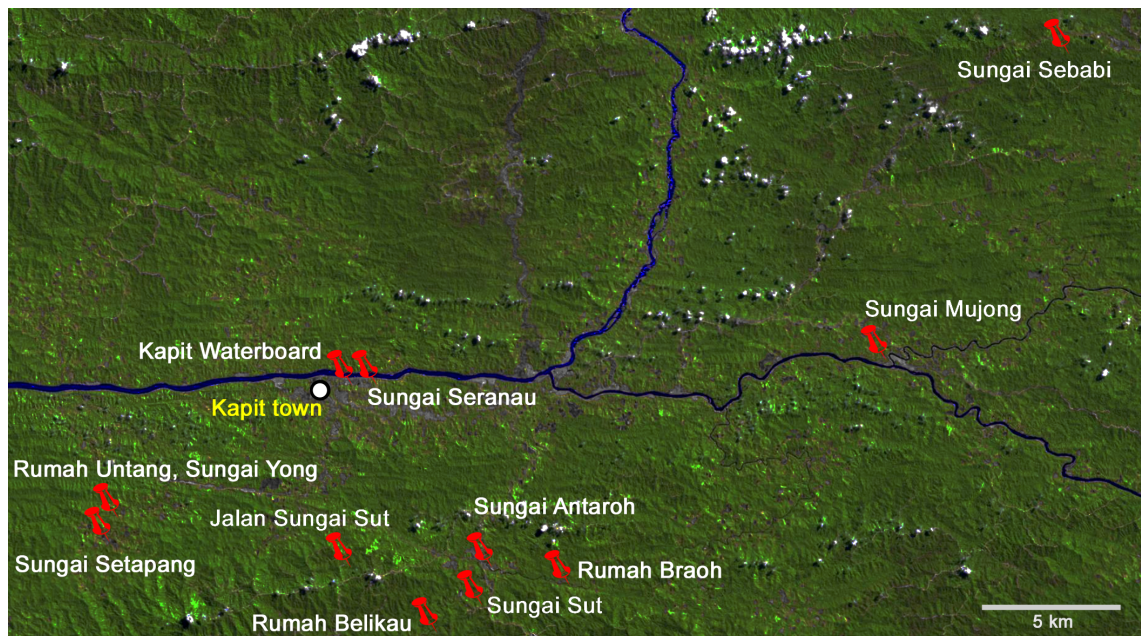 Sungai Sebabi
Sungai Mujong
Kapit Waterboard
Sungai Seranau
Kapit town
Rumah Untang, Sungai Yong
Sungai Antaroh
Jalan Sungai Sut
Sungai Setapang
Rumah Braoh
Sungai Sut
Rumah Belikau
5 km